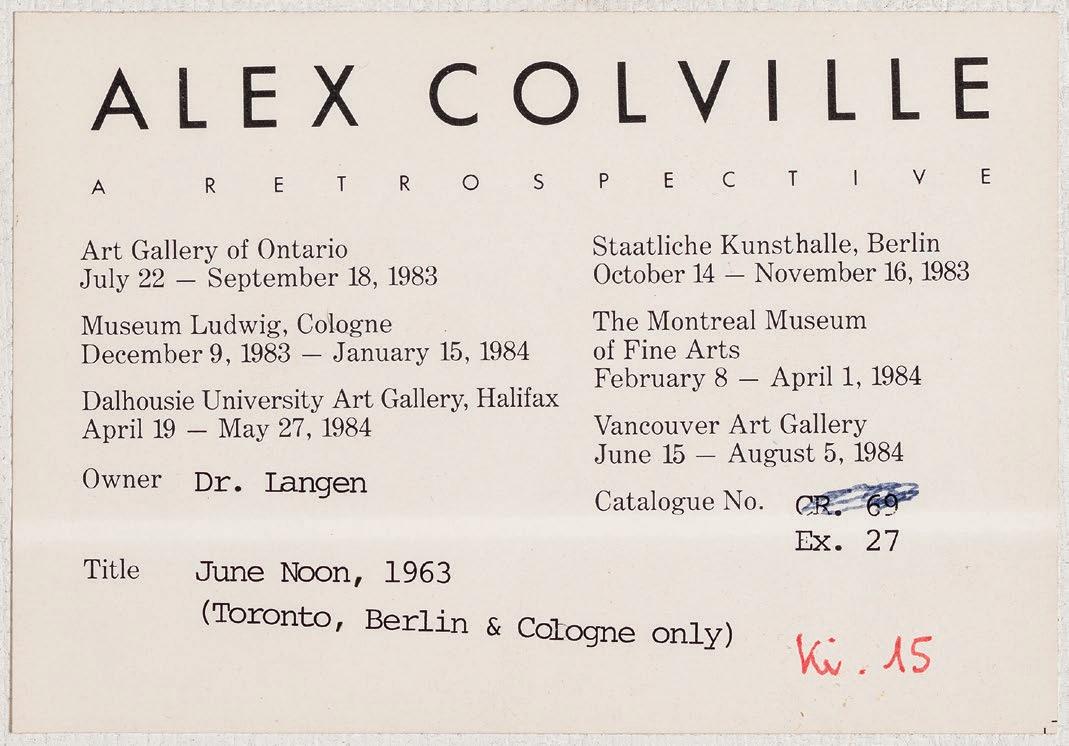 ALEX COLVILLE
A RETROSPECTIVE
Art Gallery of Ontario
July 22 — September 18, 1983
Museum Ludwig, Cologne
December 9, 1983 — January 15, 1984
Dalhousie University Art Gallery, Halifax
April 19 — May 27, 1984
Owner Dr. Langen
Staatliche Kunsthalle, Berlin
October 14 — November 16, 1983
The Montreal Museum
of Fine Arts
February 8 — April 1, 1984
Vancouver Art Gallery
June 15 — August 5, 1984
Catalogue No. CR. 69
Ex. 27
Title June Noon, 1963
(Toronto, Berlin & Cologne only)
Ki. 15